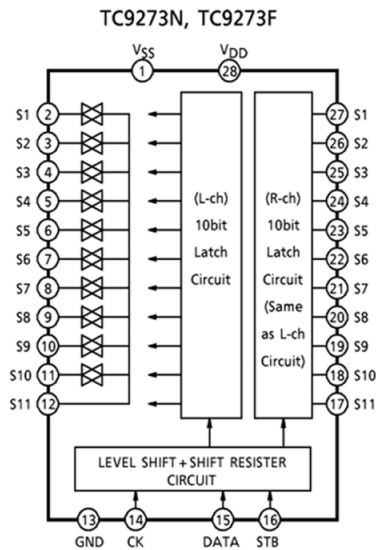 TC9273N, TC9273F
VSS VDD
1 28
S1 2 27 S1
S2 3 26 S2
S3 4 25 S3
S4 5 (L-ch) (R-ch) 24 S4
S5 6 10bit 10bit 23 S5
S6 7 Latch Latch 22 S6
S7 8 Circuit Circuit 21 S7
S8 9 (Same 20 S8
S9 10 as L-ch 19 S9
S10 11 Circuit) 18 S10
S11 12 17 S11
LEVEL SHIFT + SHIFT RESISTER
CIRCUIT
13 14 15 16
GND CK DATA STB